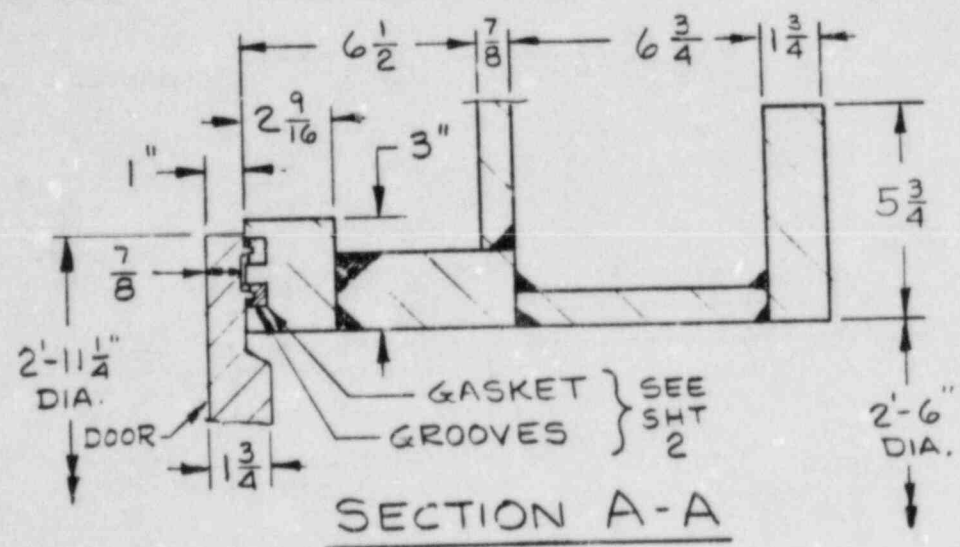 6 1/2
7/8
6 3/4
1 3/4
2 9/16
1"
3"
5 3/4
7/8
2'-11 1/4"
DIA.
DOOR
GASKET } SEE
SHT
GROOVES
2
2'-6"
DIA.
1 3/4
SECTION A-A